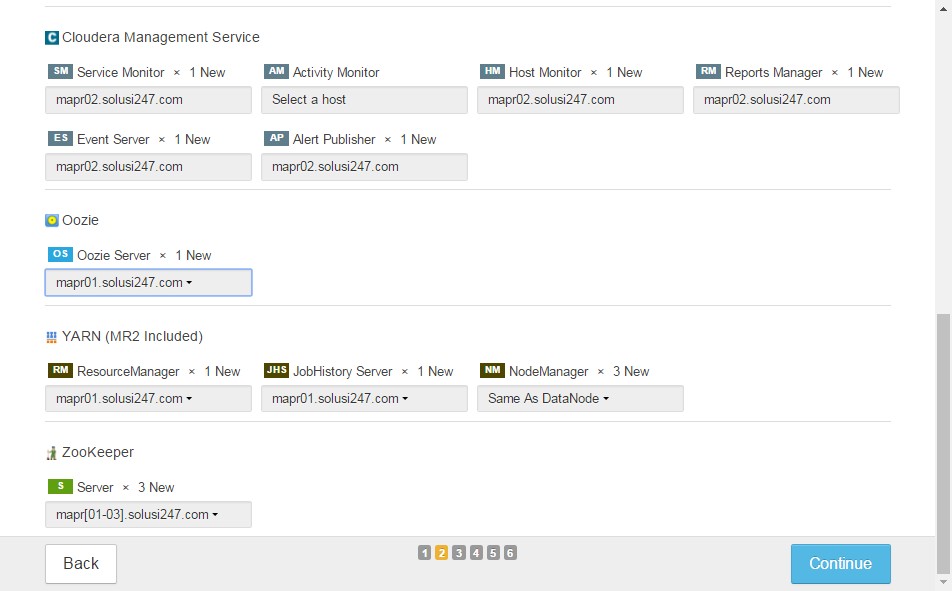 C Cloudera Management Service
SM Service Monitor × 1 New AM Activity Monitor HM Host Monitor × 1 New RM Reports Manager × 1 New
mapr02.solusi247.com Select a host mapr02.solusi247.com mapr02.solusi247.com
ES Event Server × 1 New AP Alert Publisher × 1 New
mapr02.solusi247.com mapr02.solusi247.com
Oozie
OS Oozie Server × 1 New
mapr01.solusi247.com
YARN (MR2 Included)
RM ResourceManager × 1 New JHS JobHistory Server × 1 New NM NodeManager × 3 New
mapr01.solusi247.com mapr01.solusi247.com Same As DataNode
ZooKeeper
S Server × 3 New
mapr[01-03].solusi247.com
Back 1 2 3 4 5 6 Continue